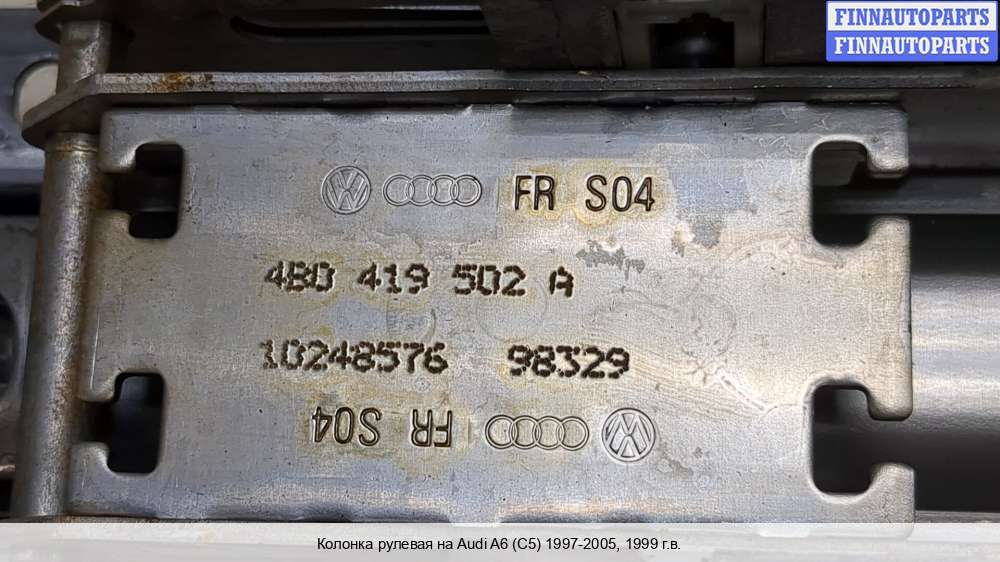 FINNAUTOPARTS
FINNAUTOPARTS
FR S04
4B0 419 502 A
10248576 98329
FR S04
Колонка рулевая на Audi A6 (C5) 1997-2005, 1999 г.в.